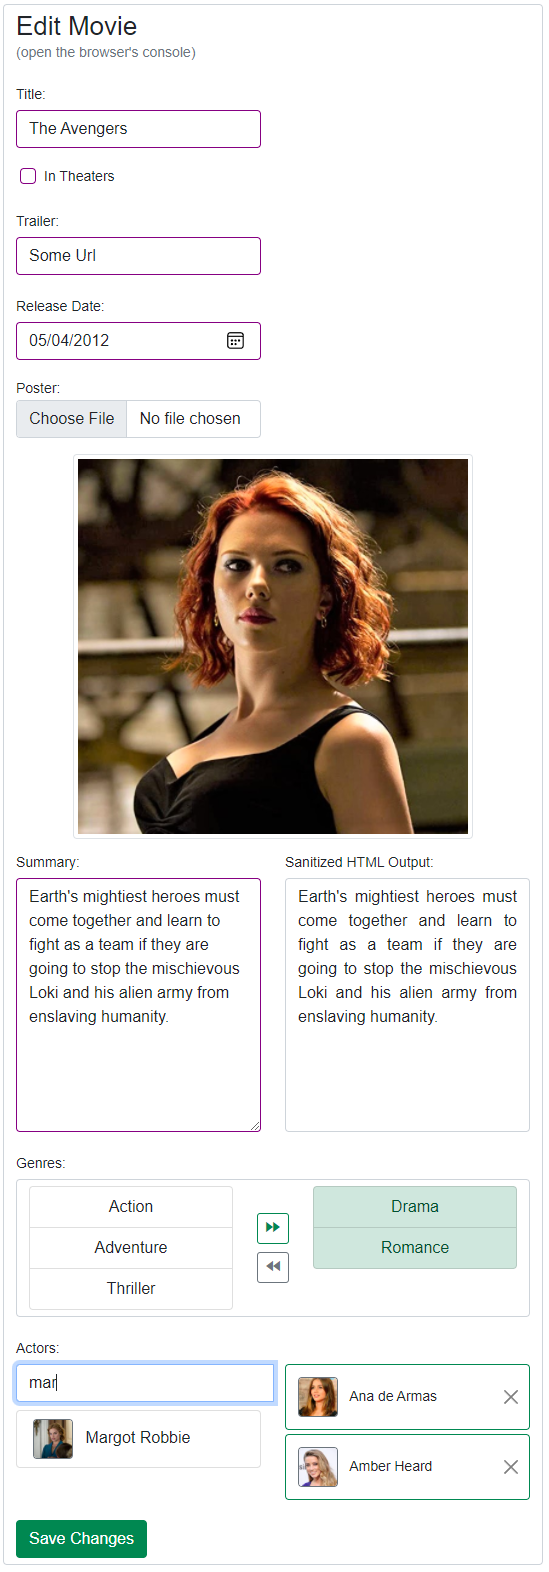 Edit Movie
(open the browser's console)
Title:
The Avengers
In Theaters
Trailer:
Some Url
Release Date:
05/04/2012
Poster:
Choose File No file chosen
Summary:
Earth's mightiest heroes must
come together and learn to
fight as a team if they are
going to stop the mischievous
Loki and his alien army from
enslaving humanity.
Sanitized HTML Output:
Earth's mightiest heroes must
come together and learn to
fight as a team if they are
going to stop the mischievous
Loki and his alien army from
enslaving humanity.
Genres:
Action
Adventure
Thriller
Drama
Romance
Actors:
mar
Margot Robbie
Ana de Armas
Amber Heard
Save Changes